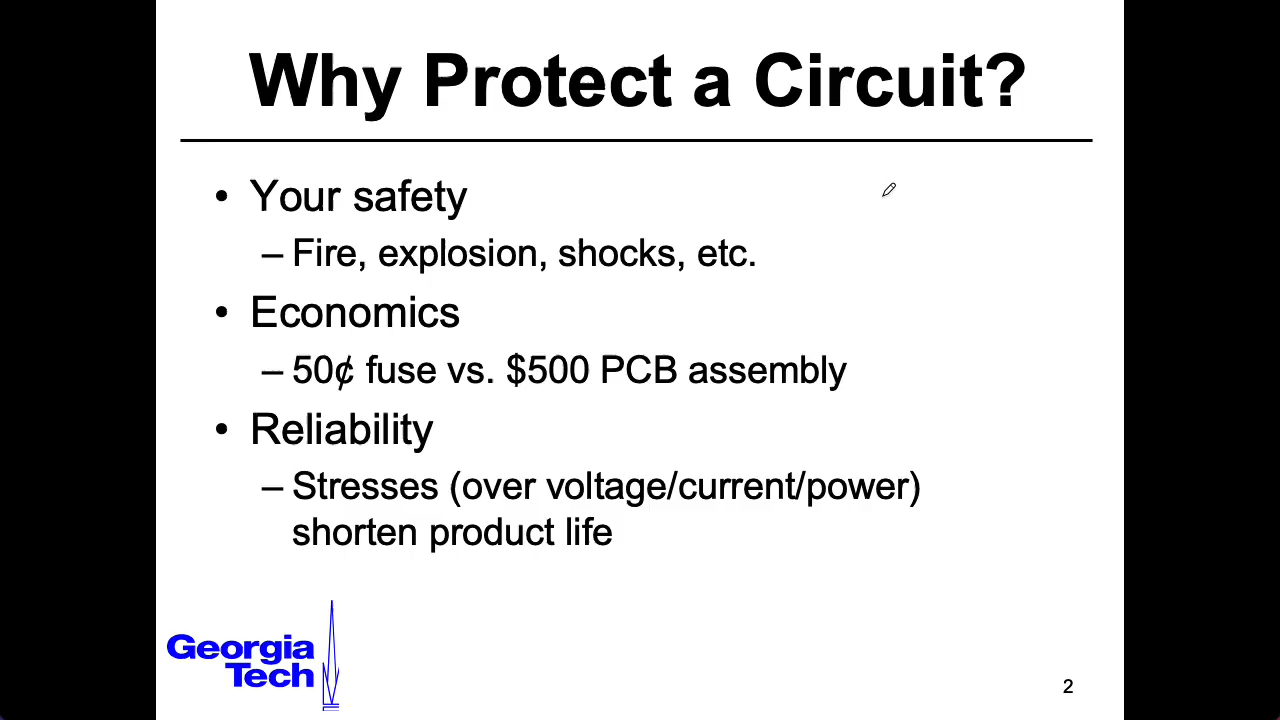 Why Protect a Circuit?
• Your safety
– Fire, explosion, shocks, etc.
• Economics
– 50¢ fuse vs. $500 PCB assembly
• Reliability
– Stresses (over voltage/current/power)
shorten product life
Georgia
Tech
2